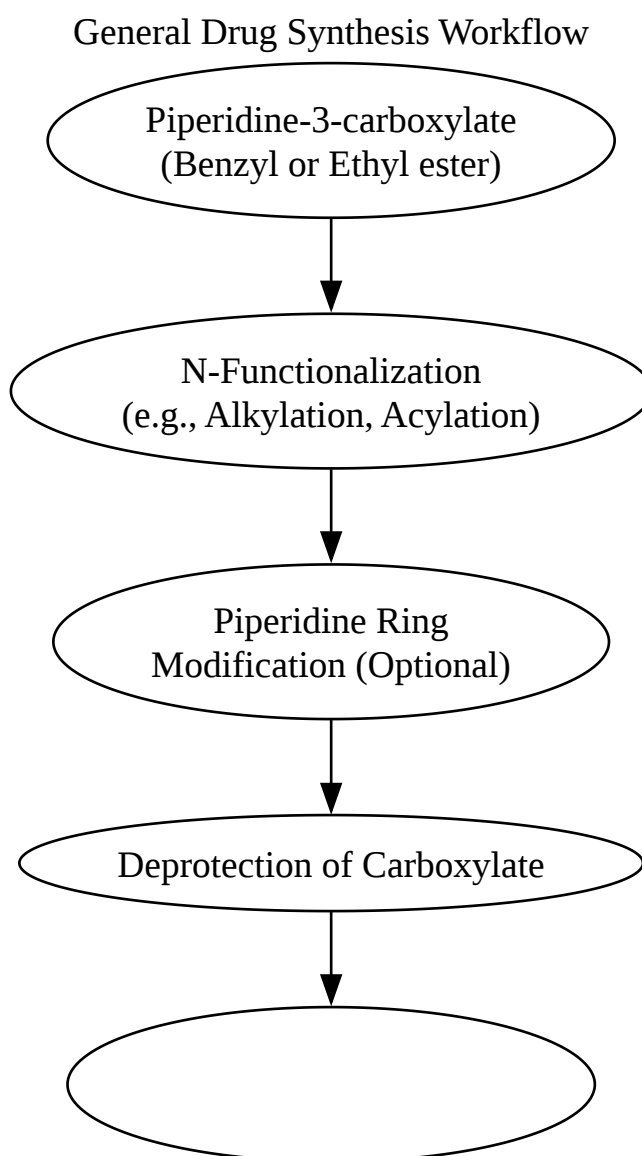 General Drug Synthesis Workflow
Piperidine-3-carboxylate
(Benzyl or Ethyl ester)
N-Functionalization
(e.g., Alkylation, Acylation)
Piperidine Ring
Modification (Optional)
Deprotection of Carboxylate